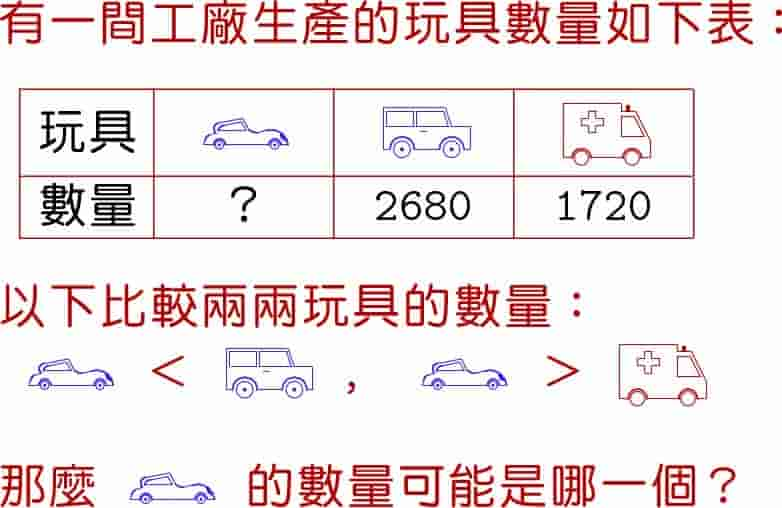 有一間工廠生產的玩具數量如下表：
玩具
數量 ? 2680 1720
以下比較兩兩玩具的數量：
< , >
那麼 的數量可能是哪一個？